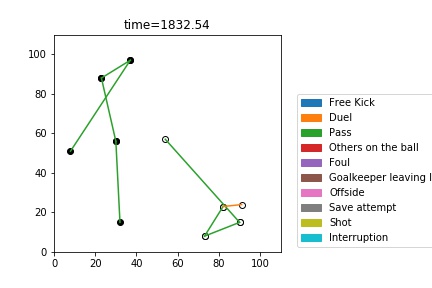 time=1832.54
100
80
60
40
20
0
0 20 40 60 80 100
Free Kick
Duel
Pass
Others on the ball
Foul
Goalkeeper leaving l
Offside
Save attempt
Shot
Interruption